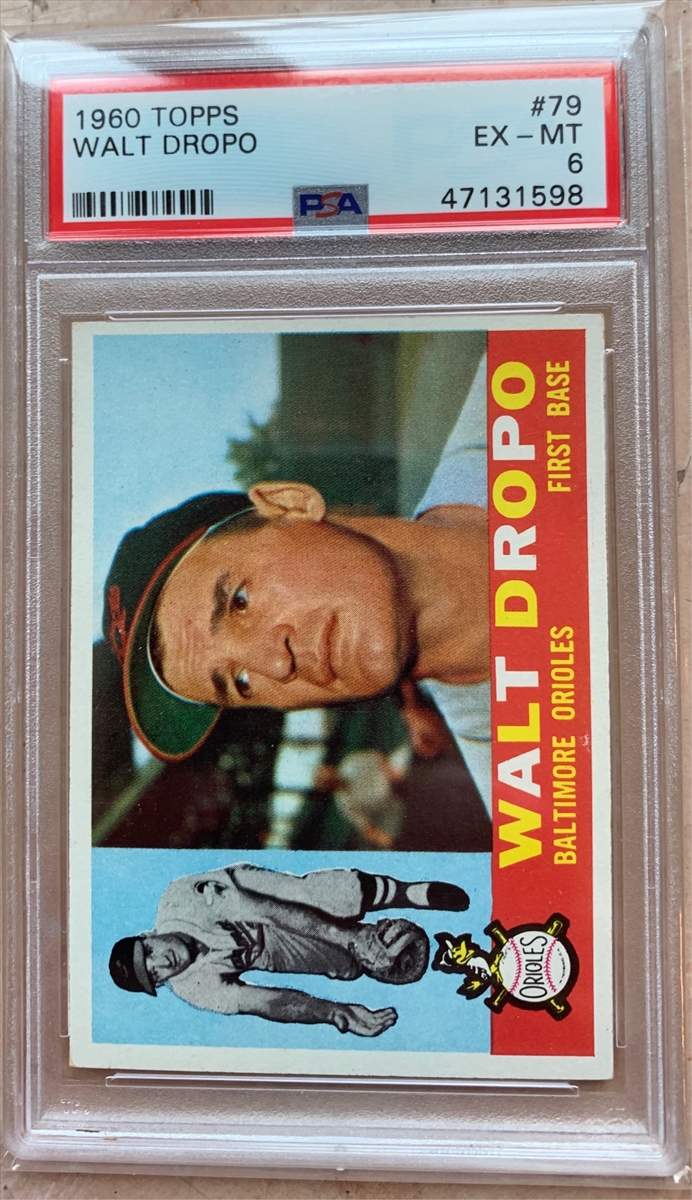 1960 TOPPS #79
WALT DROPO EX - MT
6
PSA 47131598
WALT DROPO
BALTIMORE ORIOLES FIRST BASE
ORIOLES